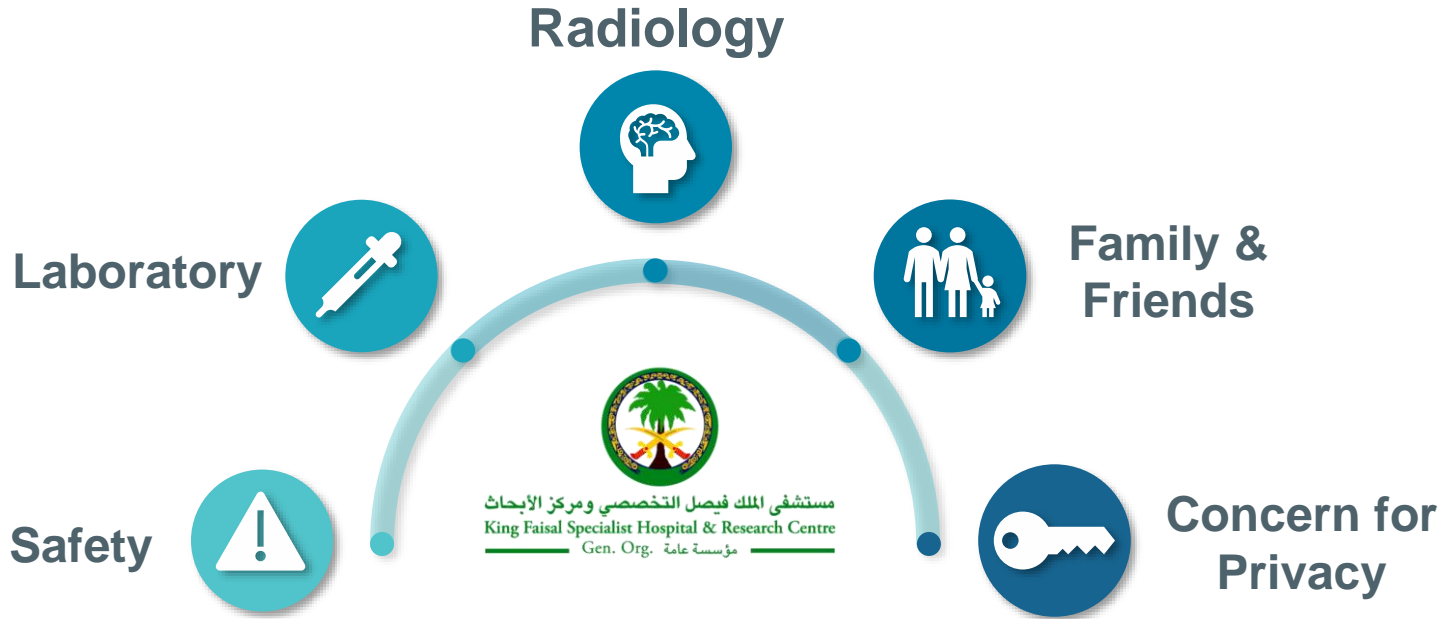 Radiology
Laboratory
Family &
Friends
Safety
مستشفى الملك فيصل التخصصي ومركز الأبحاث
King Faisal Specialist Hospital & Research Centre
Gen. Org. مؤسسة عامة
Concern for
Privacy